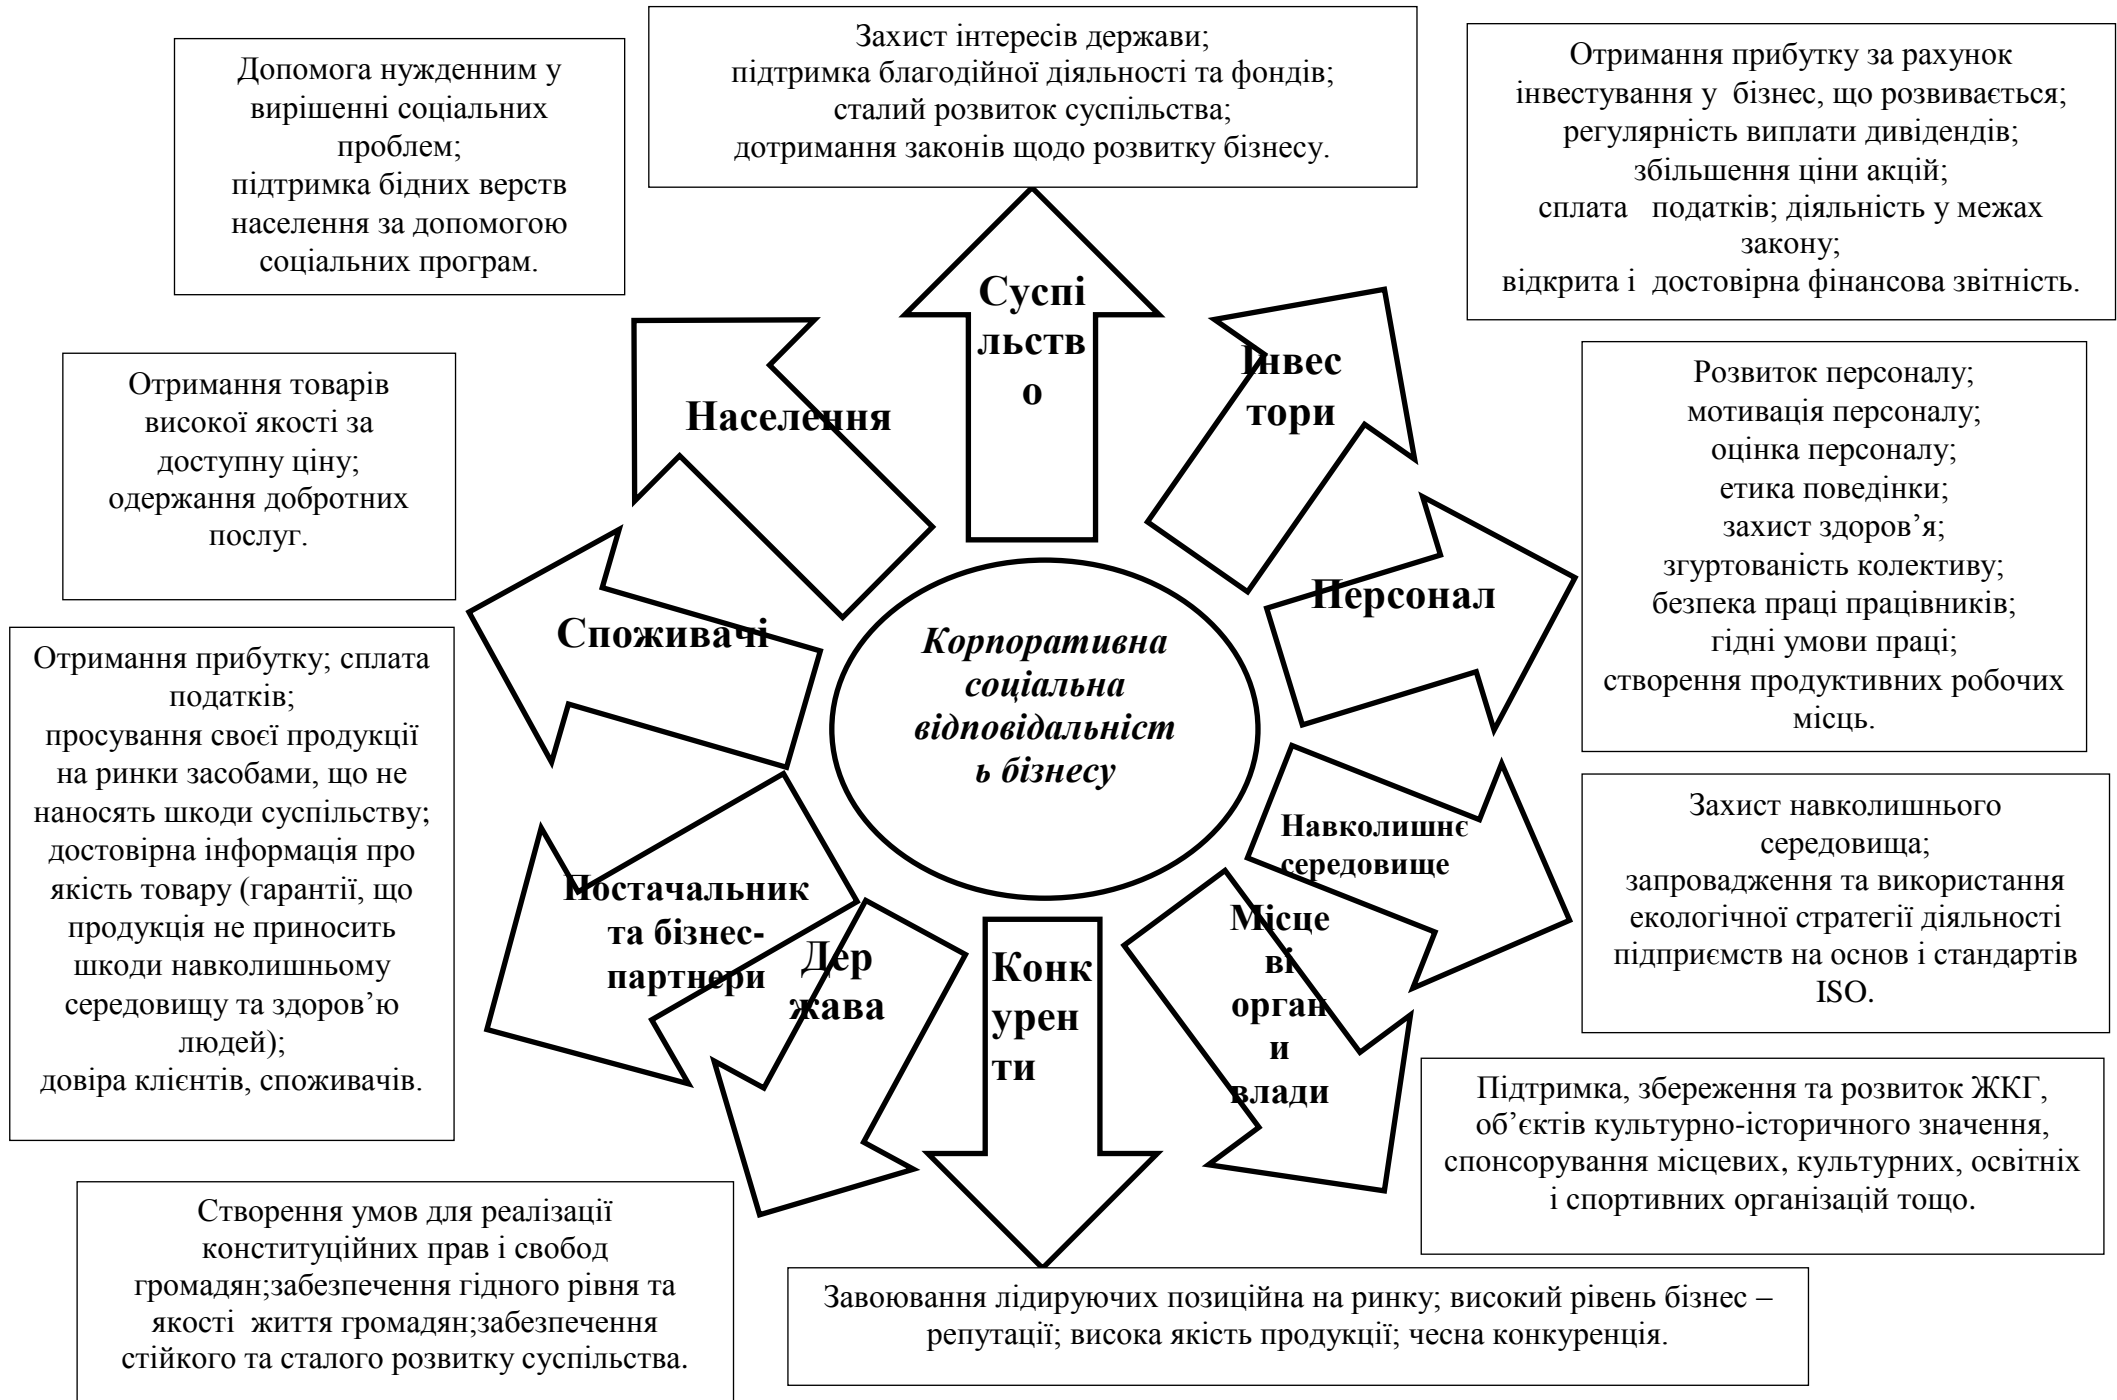 Захист інтересів держави;
підтримка благодійної діяльності та фондів;
сталий розвиток суспільства;
дотримання законів щодо розвитку бізнесу.
Допомога нужденним у
вирішенні соціальних
проблем;
підтримка бідних верств
населення за допомогою
соціальних програм.
Отримання прибутку за рахунок
інвестування у  бізнес, що розвивається;
регулярність виплати дивідендів;
збільшення ціни акцій;
сплата   податків; діяльність у межах
закону;
відкрита і  достовірна фінансова звітність.
Суспі
льств
о
Інвес
тори
Населення
Отримання товарів
високої якості за
доступну ціну;
одержання добротних
послуг.
Розвиток персоналу;
мотивація персоналу;
оцінка персоналу;
етика поведінки;
захист здоров’я;
згуртованість колективу;
безпека праці працівників;
гідні умови праці;
створення продуктивних робочих
місць.
Персонал
Споживачі
Корпоративна
соціальна
відповідальніст
ь бізнесу
Отримання прибутку; сплата
податків;
просування своєї продукції
на ринки засобами, що не
наносять шкоди суспільству;
достовірна інформація про
якість товару (гарантії, що
продукція не приносить
шкоди навколишньому
середовищу та здоров’ю
людей);
довіра клієнтів, споживачів.
Навколишнє
середовище
Захист навколишнього
середовища;
запровадження та використання
екологічної стратегії діяльності
підприємств на основ і стандартів
ISO.
Постачальник
та бізнес-
партнери
Дер
жава
Конк
урен
ти
Місце
ві
орган
и
влади
Підтримка, збереження та розвиток ЖКГ,
об’єктів культурно-історичного значення,
спонсорування місцевих, культурних, освітніх
і спортивних організацій тощо.
Створення умов для реалізації
конституційних прав і свобод
громадян;забезпечення гідного рівня та
якості  життя громадян;забезпечення
стійкого та сталого розвитку суспільства.
Завоювання лідируючих позиційна на ринку; високий рівень бізнес –
репутації; висока якість продукції; чесна конкуренція.